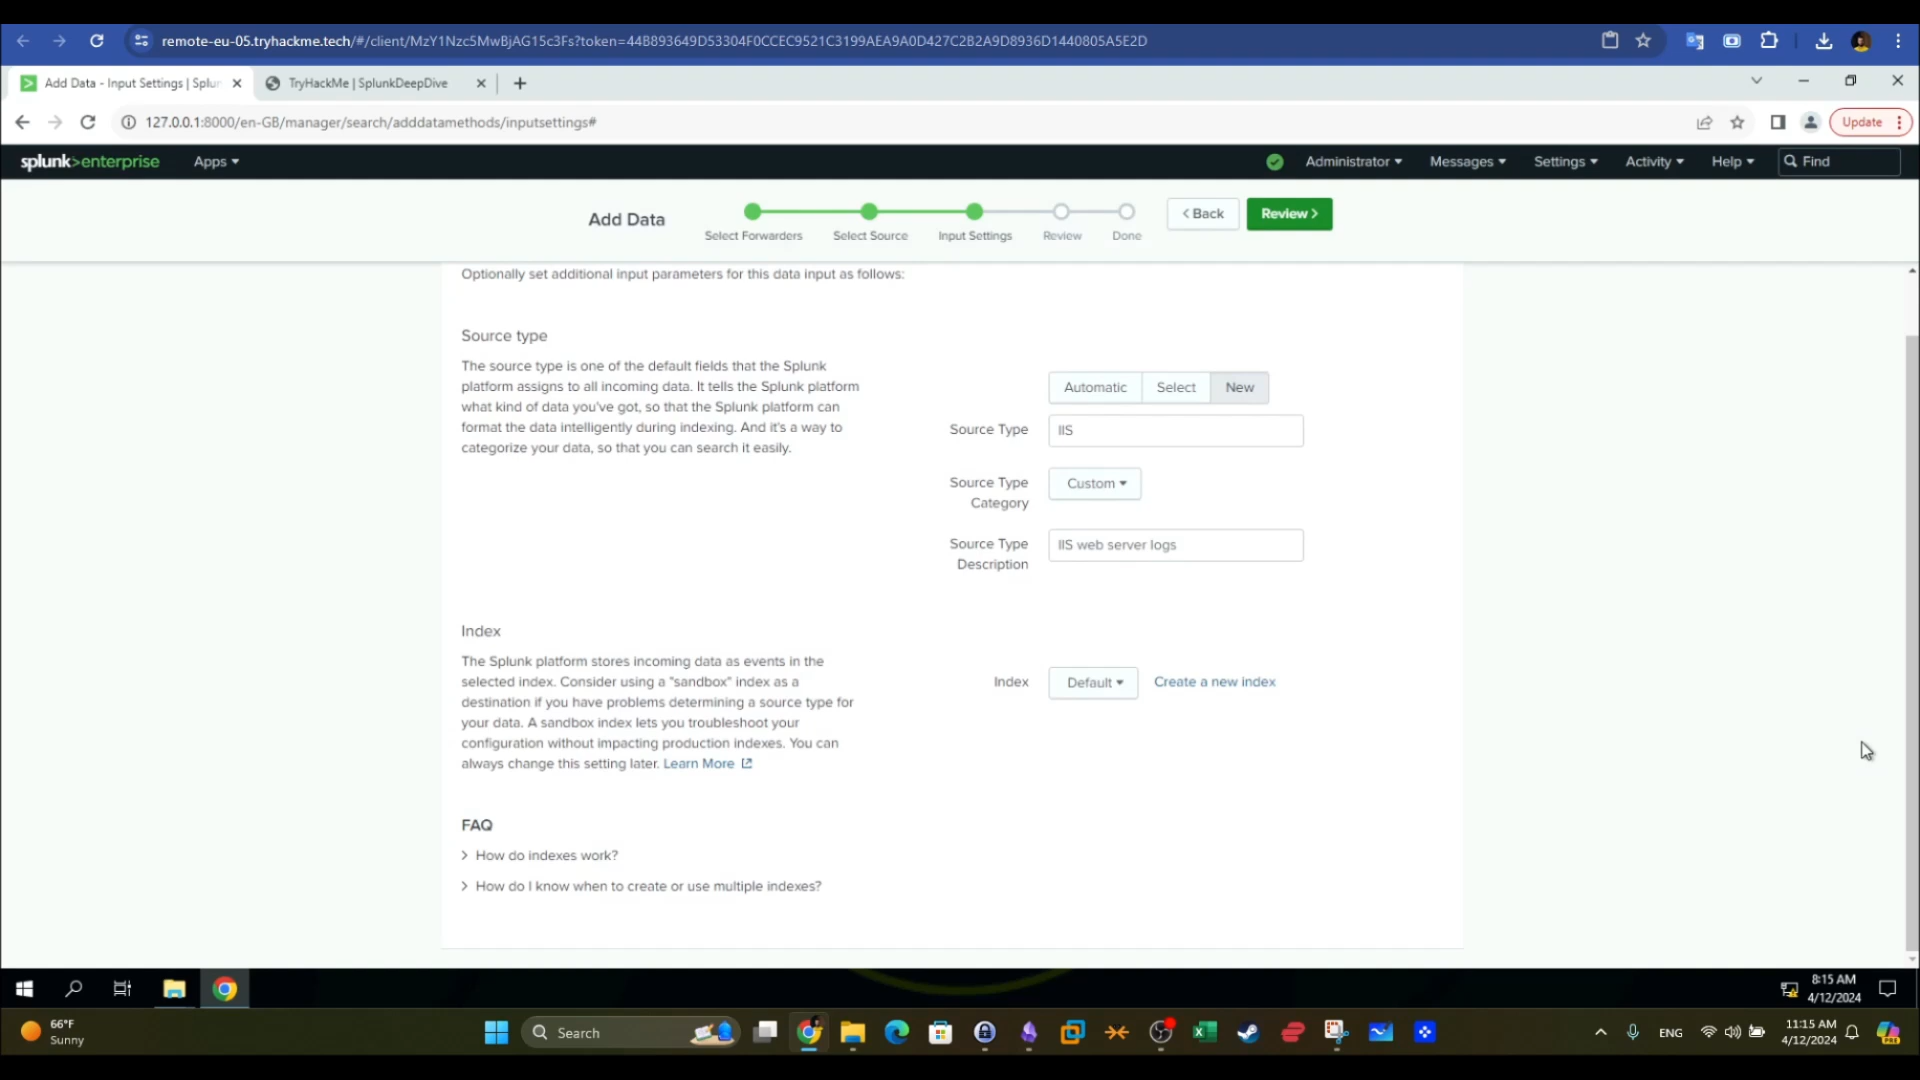 remote-eu-05.tryhackme.tech/#/client/MzY1Nzc5MwBjAG15c3Fs?token=44B893649D53304F0CCEC9521C3199AEA9A0D427C2B2A9D8936D1440805A5E2D
Add Data - Input Settings | Splun
TryHackMe | SplunkDeepDive
127.0.0.1:8000/en-GB/manager/search/adddatamethods/inputsettings#
Update
splunk>enterprise
Apps
Administrator
Messages
Settings
Activity
Help
Find
Add Data
Select Forwarders
Select Source
Input Settings
Review
Done
< Back
Review >
Optionally set additional input parameters for this data input as follows:
Source type
The source type is one of the default fields that the Splunk
platform assigns to all incoming data. It tells the Splunk platform
what kind of data you've got, so that the Splunk platform can
format the data intelligently during indexing. And it's a way to
categorize your data, so that you can search it easily.
Automatic
Select
New
Source Type
IIS
Source Type
Category
Custom
Source Type
Description
IIS web server logs
Index
The Splunk platform stores incoming data as events in the
selected index. Consider using a "sandbox" index as a
destination if you have problems determining a source type for
your data. A sandbox index lets you troubleshoot your
configuration without impacting production indexes. You can
always change this setting later. Learn More
Index
Default
Create a new index
FAQ
> How do indexes work?
> How do I know when to create or use multiple indexes?
8:15 AM
4/12/2024
66°F
Sunny
Search
ENG
11:15 AM
4/12/2024